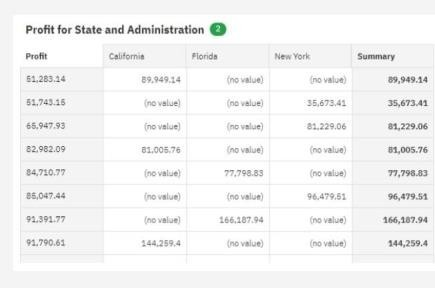 Profit for State and Administration 2
Profit California Florida New York Summary
51,283.14 89,949.14 (no value) (no value) 89,949.14
51,743.15 (no value) (no value) 35,673.41 35,673.41
65,947.93 (no value) (no value) 81,229.06 81,229.06
82,982.09 81,005.76 (no value) (no value) 81,005.76
84,710.77 (no value) 77,798.83 (no value) 77,798.83
85,047.44 (no value) (no value) 96,479.51 96,479.51
91,391.77 (no value) 166,187.94 (no value) 166,187.94
91,790.61 144,259.4 (no value) (no value) 144,259.4